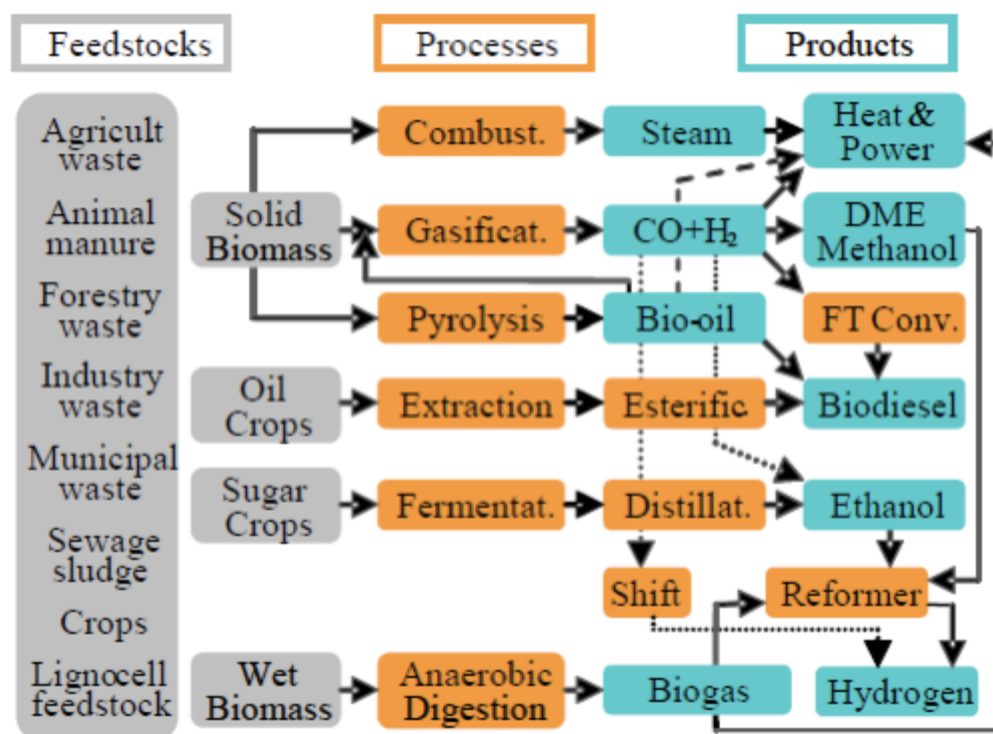 Feedstocks
Processes
Products
Agricult
waste
Animal
manure
Forestry
waste
Industry
waste
Municipal
waste
Sewage
sludge
Crops
Lignocell
feedstock
Solid
Biomass
Combust.
Steam
Heat &
Power
Gasificat.
CO+H₂
DME
Methanol
Pyrolysis
Bio-oil
FT Conv.
Oil
Crops
Extraction
Esterific
Biodiesel
Sugar
Crops
Fermentat.
Distillat.
Ethanol
Shift
Reformer
Wet
Biomass
Anaerobic
Digestion
Biogas
Hydrogen